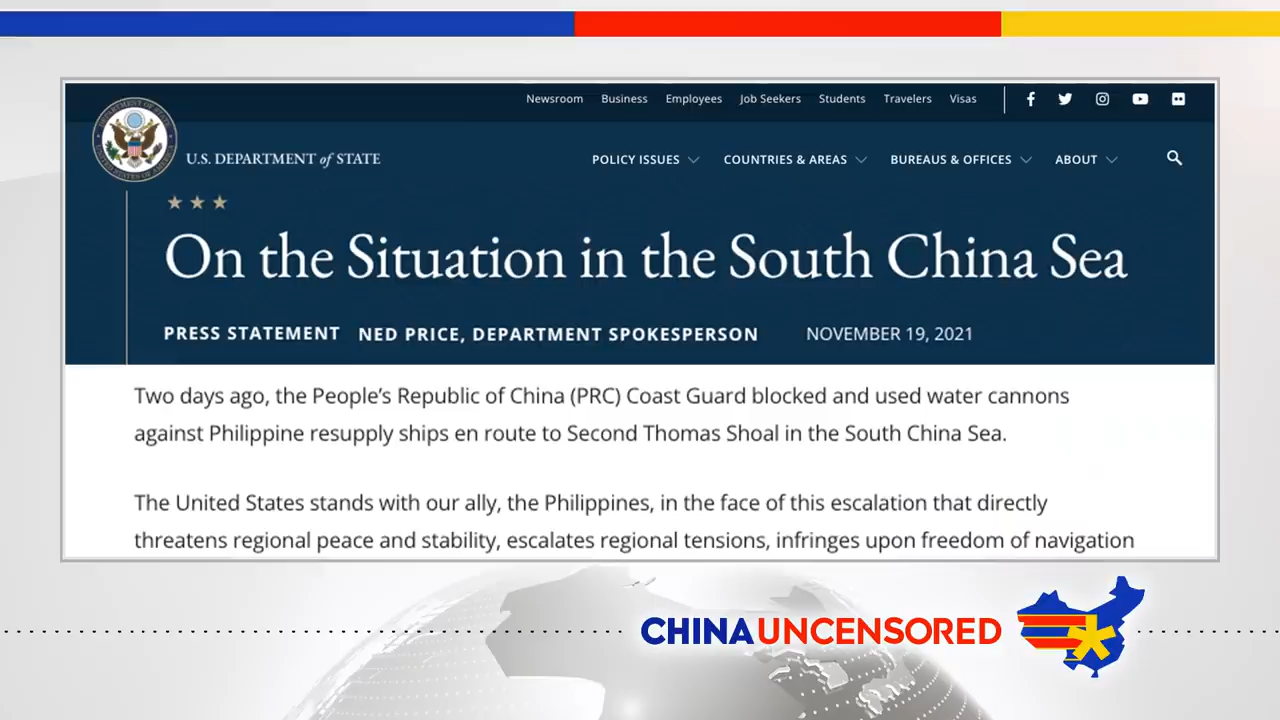 Newsroom Business Employees Job Seekers Students Travelers Visas
U.S. DEPARTMENT of STATE
POLICY ISSUES COUNTRIES & AREAS BUREAUS & OFFICES ABOUT
On the Situation in the South China Sea
PRESS STATEMENT NED PRICE, DEPARTMENT SPOKESPERSON NOVEMBER 19, 2021
Two days ago, the People’s Republic of China (PRC) Coast Guard blocked and used water cannons
against Philippine resupply ships en route to Second Thomas Shoal in the South China Sea.
The United States stands with our ally, the Philippines, in the face of this escalation that directly
threatens regional peace and stability, escalates regional tensions, infringes upon freedom of navigation
CHINA UNCENSORED